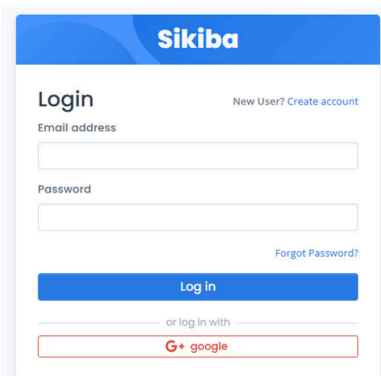 Sikiba
Login
New User? Create account
Email address
Password
Forgot Password?
Log in
or log in with
G+ google